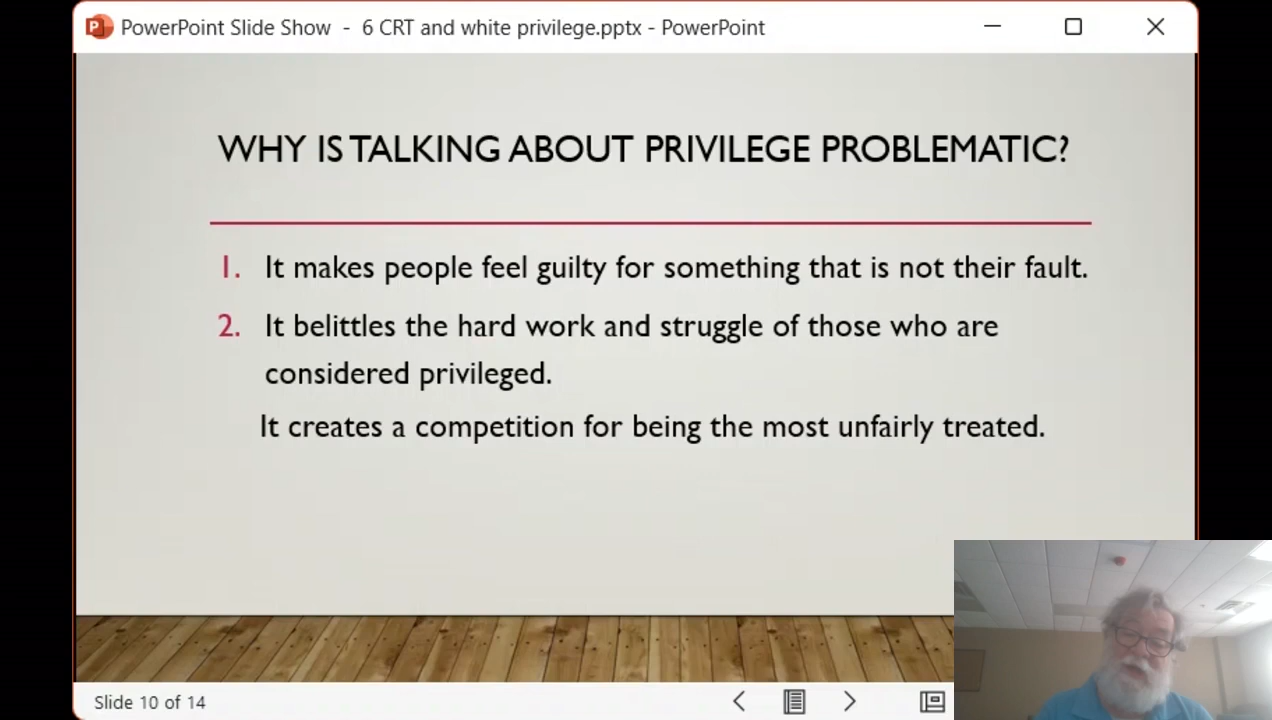 PowerPoint Slide Show - 6 CRT and white privilege.pptx - PowerPoint
WHY IS TALKING ABOUT PRIVILEGE PROBLEMATIC?
1. It makes people feel guilty for something that is not their fault.
2. It belittles the hard work and struggle of those who are
considered privileged.
It creates a competition for being the most unfairly treated.
Slide 10 of 14